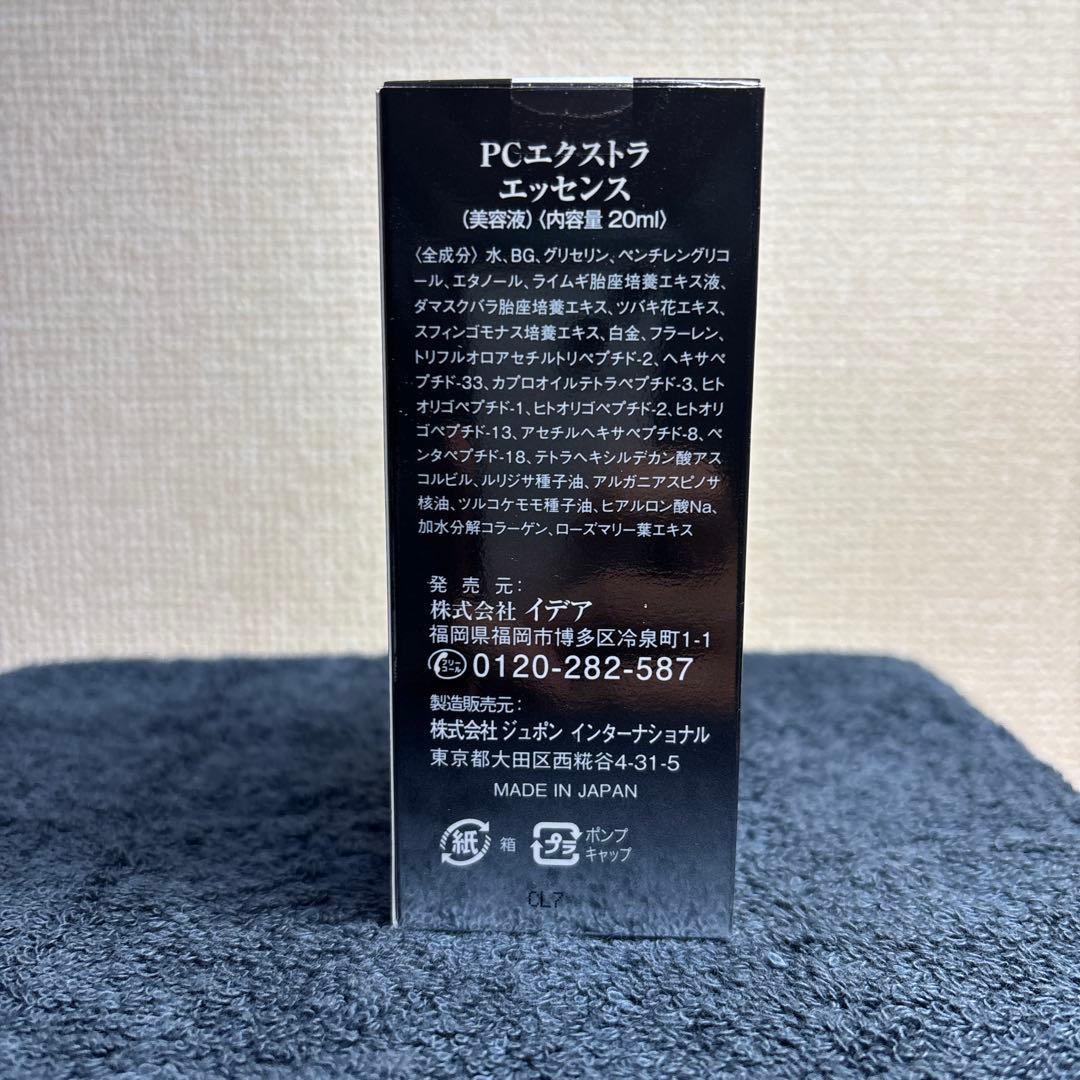 PCエクストラ
エッセンス
（美容液）〈内容量 20ml〉
〈全成分〉水、BG、グリセリン、ペンチレングリコ
ール、エタノール、ライムギ胎座培養エキス液、
ダマスクバラ胎座培養エキス、ツバキ花エキス、
スフィンゴモナス培養エキス、白金、フラーレン、
トリフルオロアセチルトリペプチド-2、ヘキサペ
プチド-33、カプロオイルテトラペプチド-3、ヒト
オリゴペプチド-1、ヒトオリゴペプチド-2、ヒトオリ
ゴペプチド-13、アセチルヘキサペプチド-8、ペ
ンタペプチド-18、テトラヘキシルデカン酸アス
コルビル、ルリジサ種子油、アルガニアスピノサ
核油、ツルコケモモ種子油、ヒアルロン酸Na、
加水分解コラーゲン、ローズマリー葉エキス
発 売 元：
株式会社 イデア
福岡県福岡市博多区冷泉町1-1
フリー
コール
0120-282-587
製造販売元：
株式会社 ジュポン インターナショナル
東京都大田区西糀谷4-31-5
MADE IN JAPAN
紙 箱
プラ ポンプ
キャップ
CL7